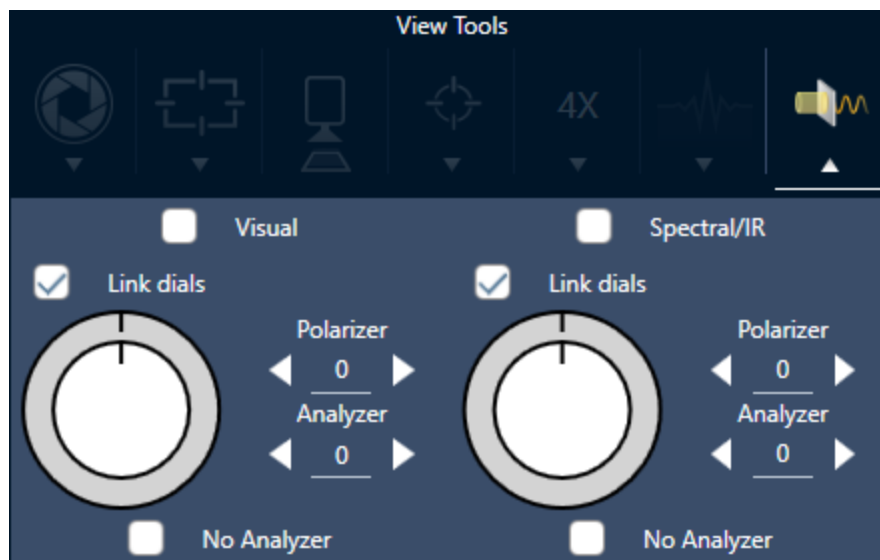 View Tools
4X
Visual
Spectral/IR
Link dials
Link dials
Polarizer
0
Analyzer
0
Polarizer
0
Analyzer
0
No Analyzer
No Analyzer